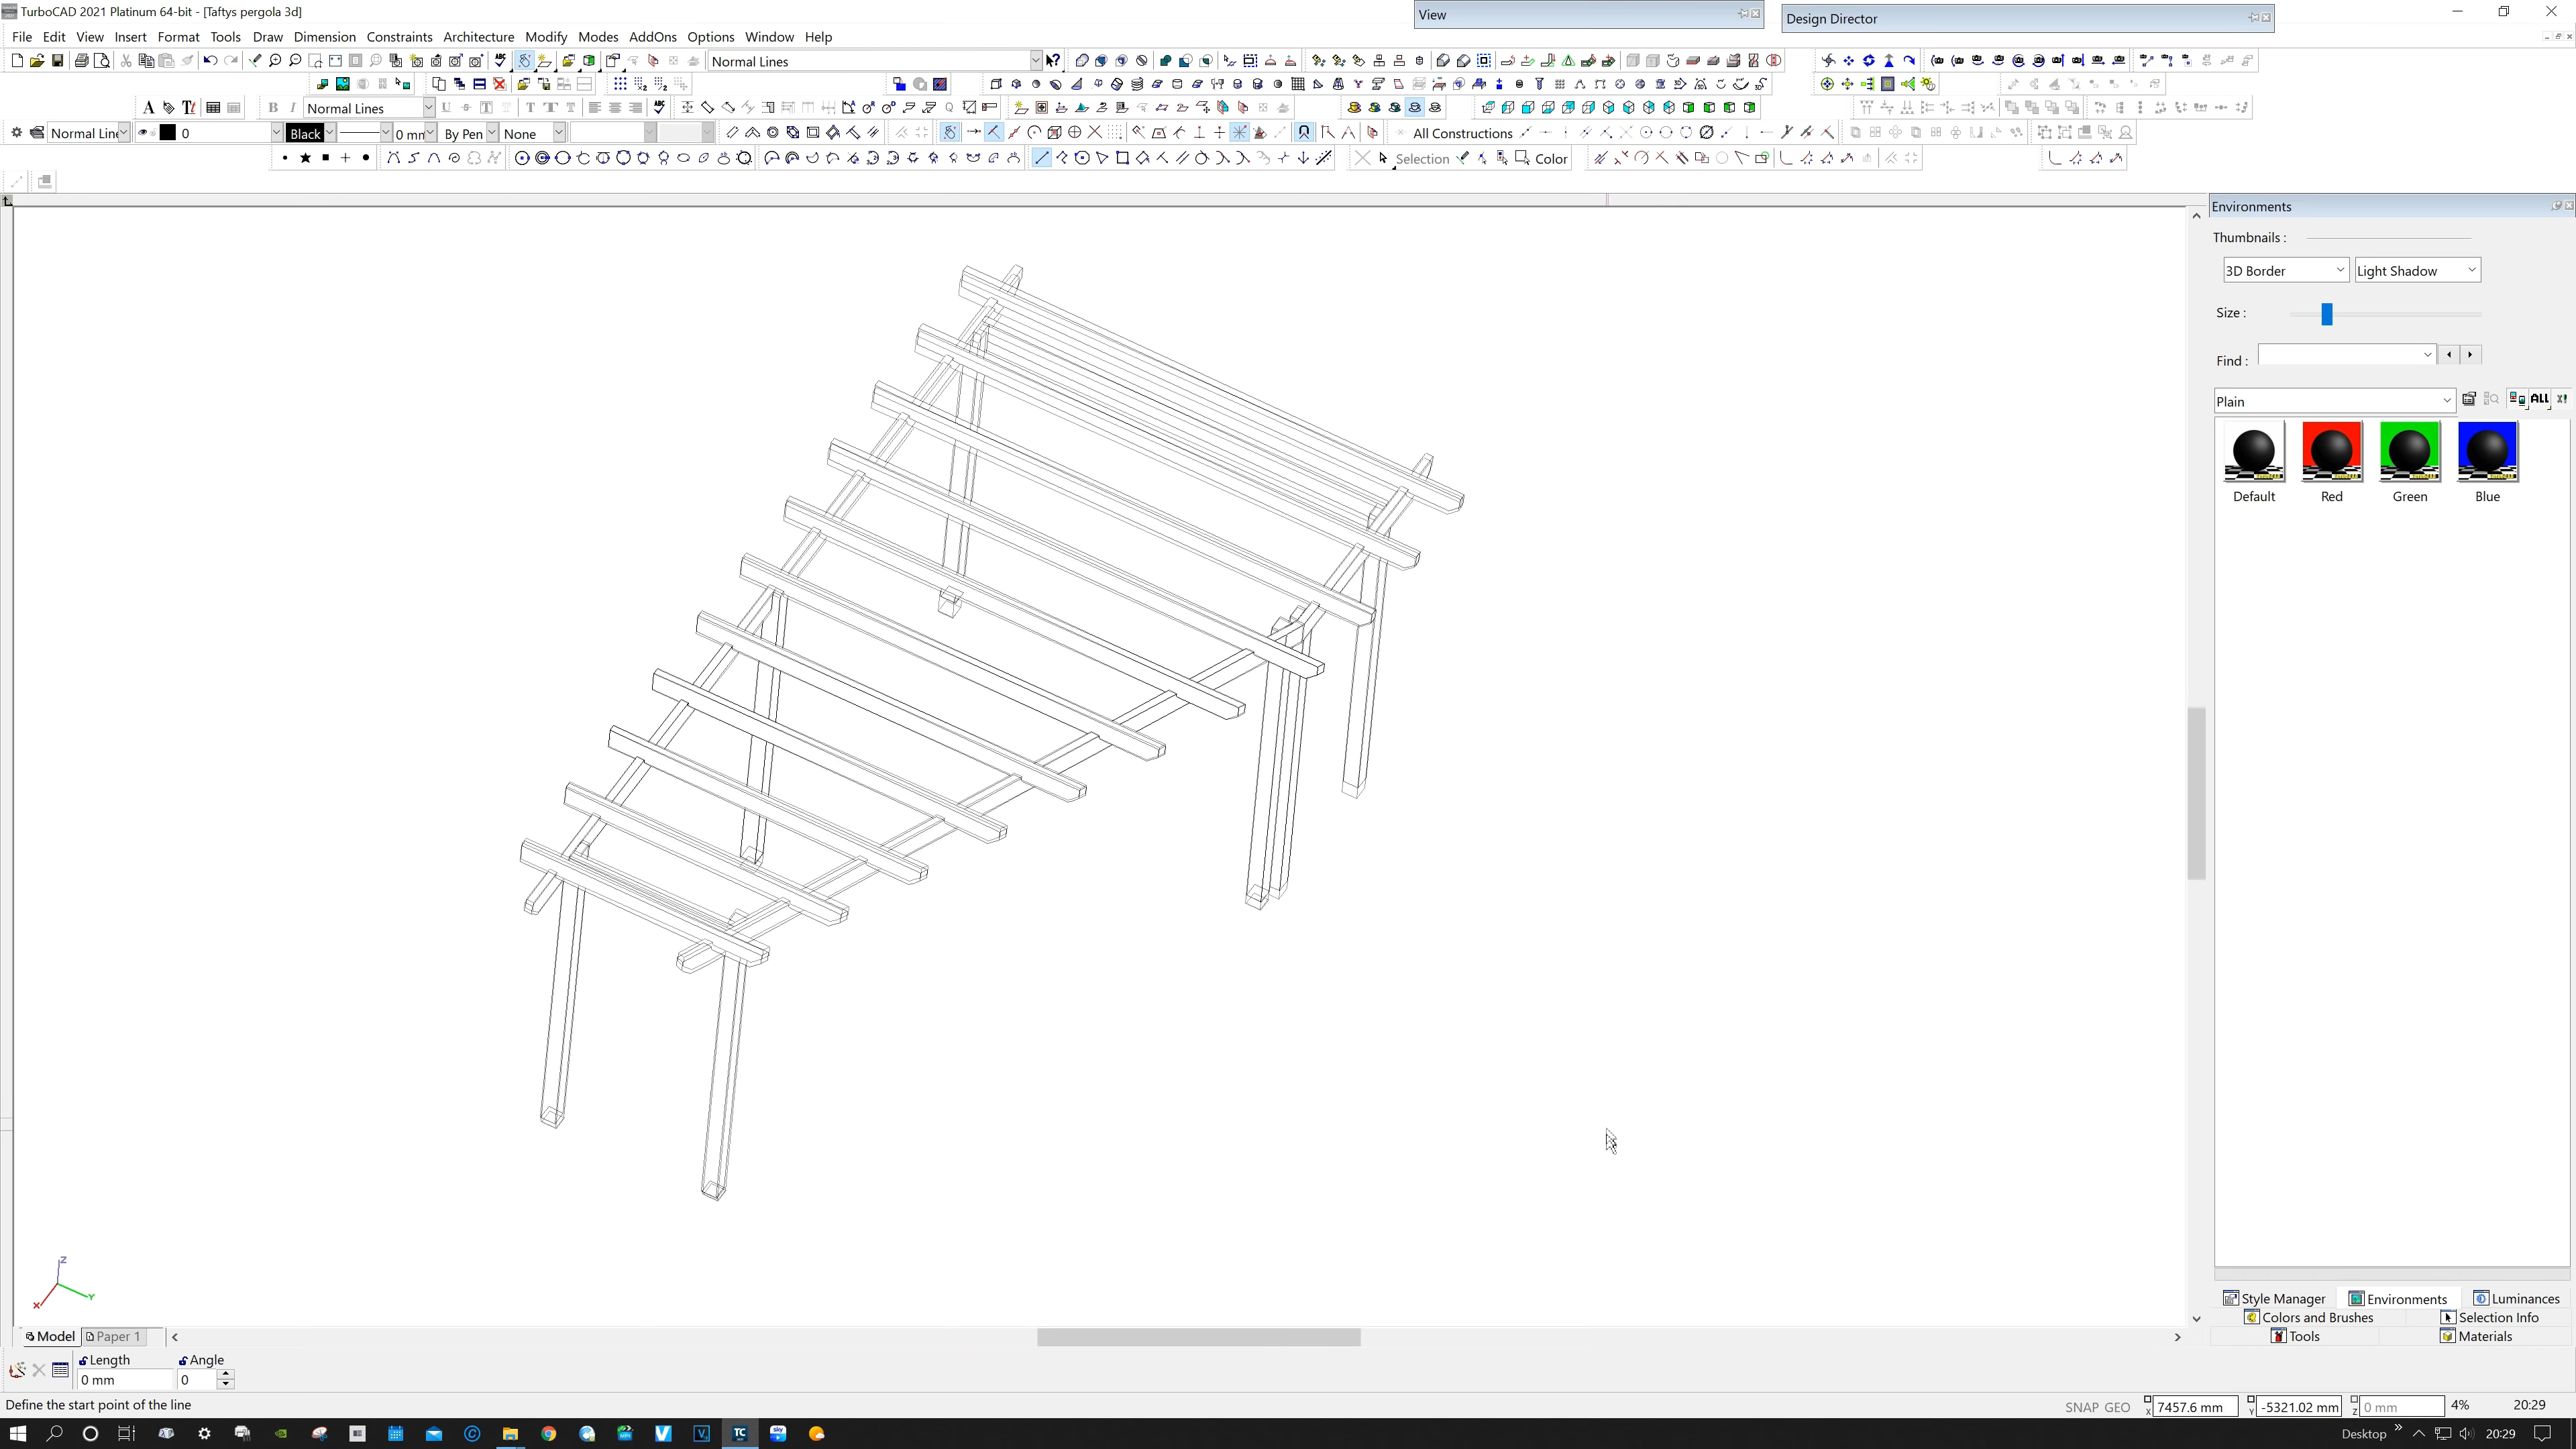 TurboCAD 2021 Platinum 64-bit - [Taftys pergola 3d]
View
Design Director
File Edit View Insert Format Tools Draw Dimension Constraints Architecture Modify Modes AddOns Options Window Help
Normal Lines
Normal Lines
Normal Line 0 Black 0 mm By Pen None All Constructions
Selection Color
Environments
Thumbnails :
3D Border Light Shadow
Size :
Find :
Plain ALL
Default Red Green Blue
Z
X Y
Style Manager Environments Luminances
Colors and Brushes Selection Info
Tools Materials
Model Paper 1
Length Angle
0 mm 0
Define the start point of the line
SNAP GEO X 7457.6 mm Y -5321.02 mm Z 0 mm 4% 20:29
Desktop 20:29